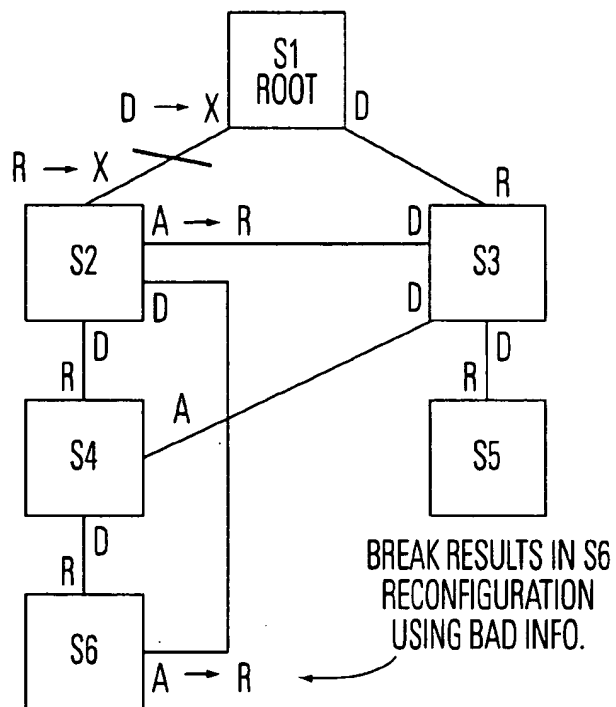 S1
ROOT
D → X
D
R → X
R
S2
A → R
D
S3
D
D
D
D
R
A
R
S4
S5
D
R
BREAK RESULTS IN S6
RECONFIGURATION
USING BAD INFO.
S6
A → R